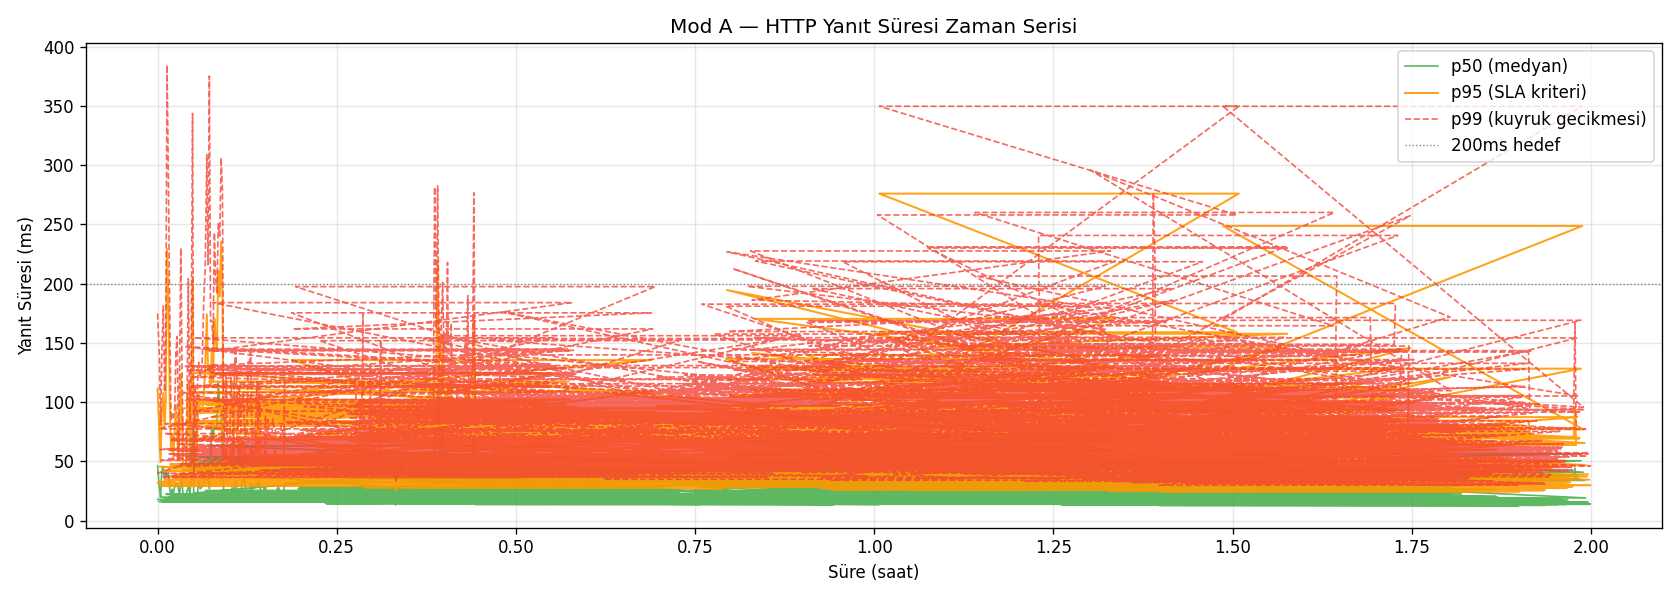 Mod A — HTTP Yanıt Süresi Zaman Serisi
Yanıt Süresi (ms)
400
350
300
250
200
150
100
50
0
p50 (medyan)
p95 (SLA kriteri)
p99 (kuyruk gecikmesi)
200ms hedef
0.00 0.25 0.50 0.75 1.00 1.25 1.50 1.75 2.00
Süre (saat)